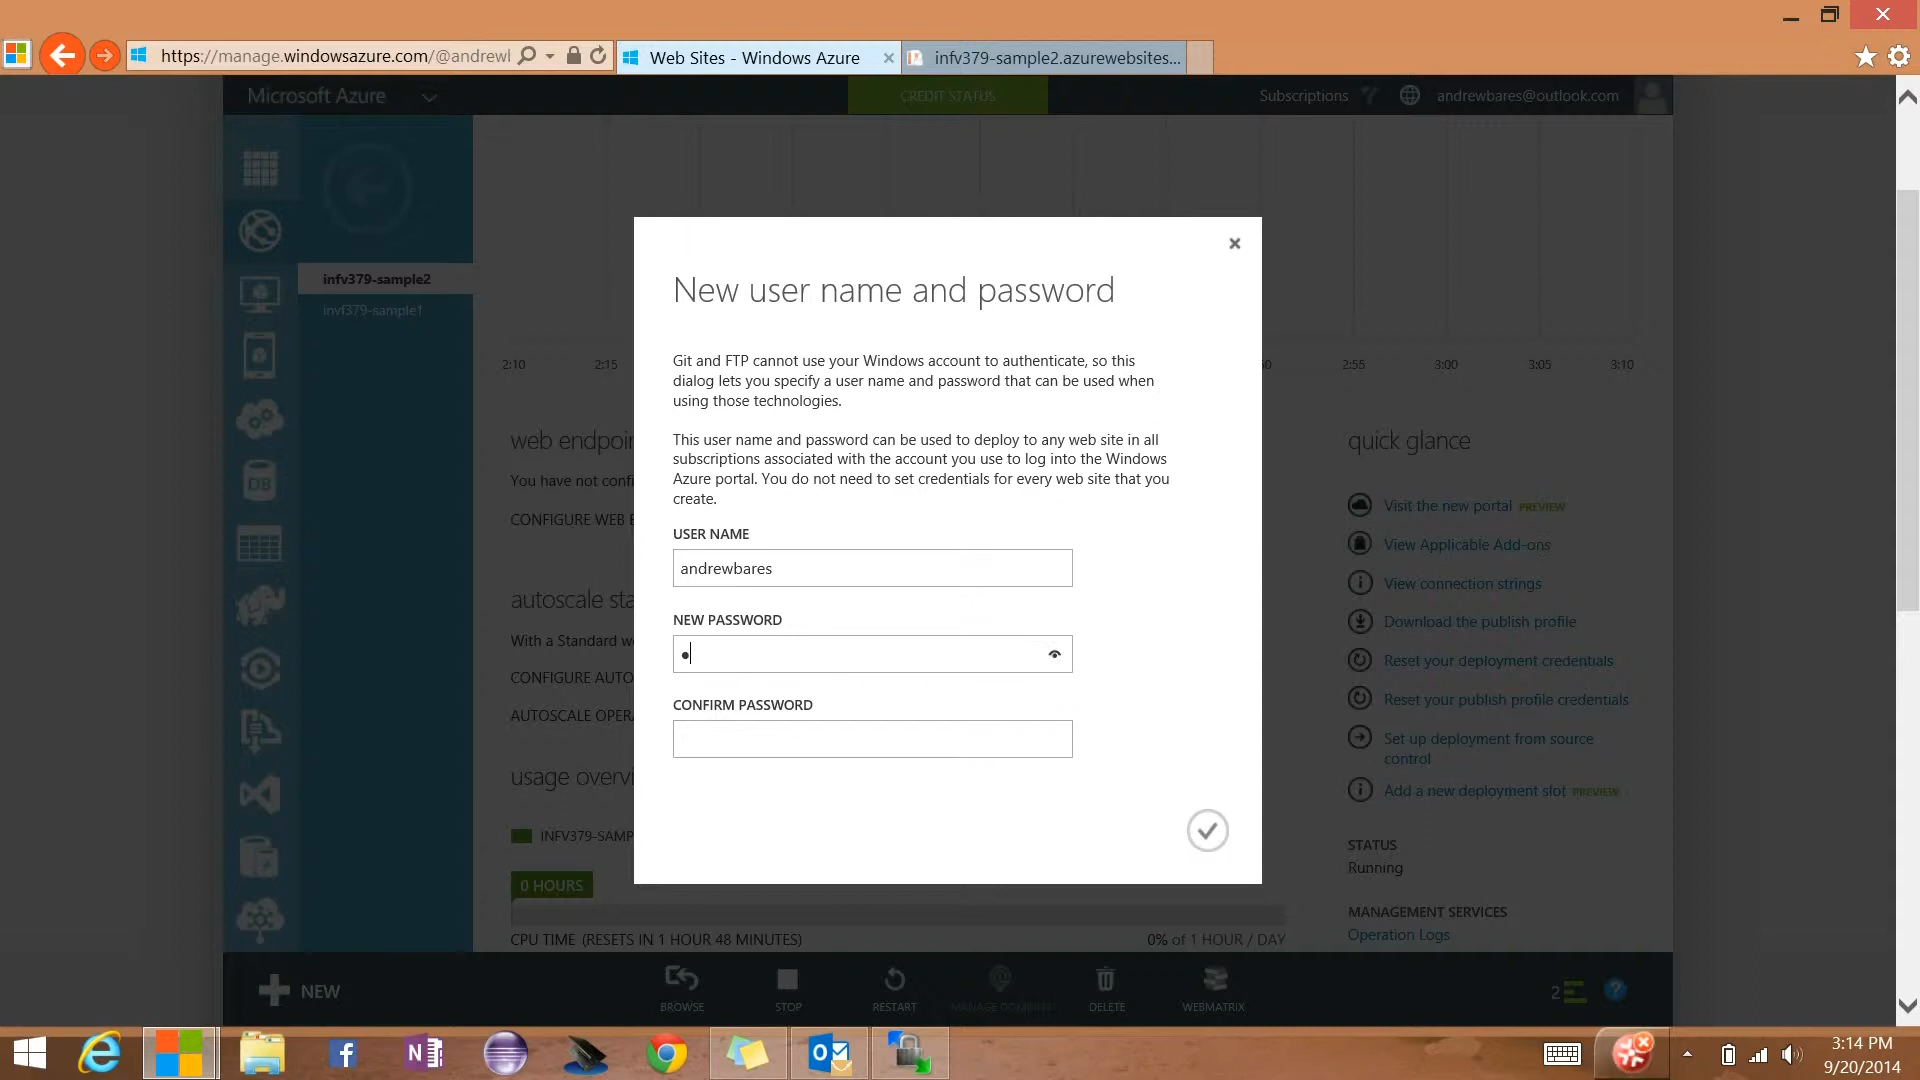 https://manage.windowsazure.com/@andrewl
Web Sites - Windows Azure
infv379-sample2.azurewebsites...
Microsoft Azure
CREDIT STATUS
Subscriptions
andrewbares@outlook.com
infv379-sample2
invf379-sample1
2:10
2:15
2:55
3:00
3:05
3:10
New user name and password
Git and FTP cannot use your Windows account to authenticate, so this
dialog lets you specify a user name and password that can be used when
using those technologies.
This user name and password can be used to deploy to any web site in all
subscriptions associated with the account you use to log into the Windows
Azure portal. You do not need to set credentials for every web site that you
create.
USER NAME
andrewbares
NEW PASSWORD
CONFIRM PASSWORD
web endpoin
You have not confi
CONFIGURE WEB E
autoscale sta
With a Standard we
CONFIGURE AUTO
AUTOSCALE OPERA
usage overvi
INFV379-SAMP
0 HOURS
CPU TIME (RESETS IN 1 HOUR 48 MINUTES)
0% of 1 HOUR / DAY
quick glance
Visit the new portal PREVIEW
View Applicable Add-ons
View connection strings
Download the publish profile
Reset your deployment credentials
Reset your publish profile credentials
Set up deployment from source
control
Add a new deployment slot PREVIEW
STATUS
Running
MANAGEMENT SERVICES
Operation Logs
DB
NEW
BROWSE
STOP
RESTART
MANAGE DOMAINS
DELETE
WEBMATRIX
2
3:14 PM
9/20/2014